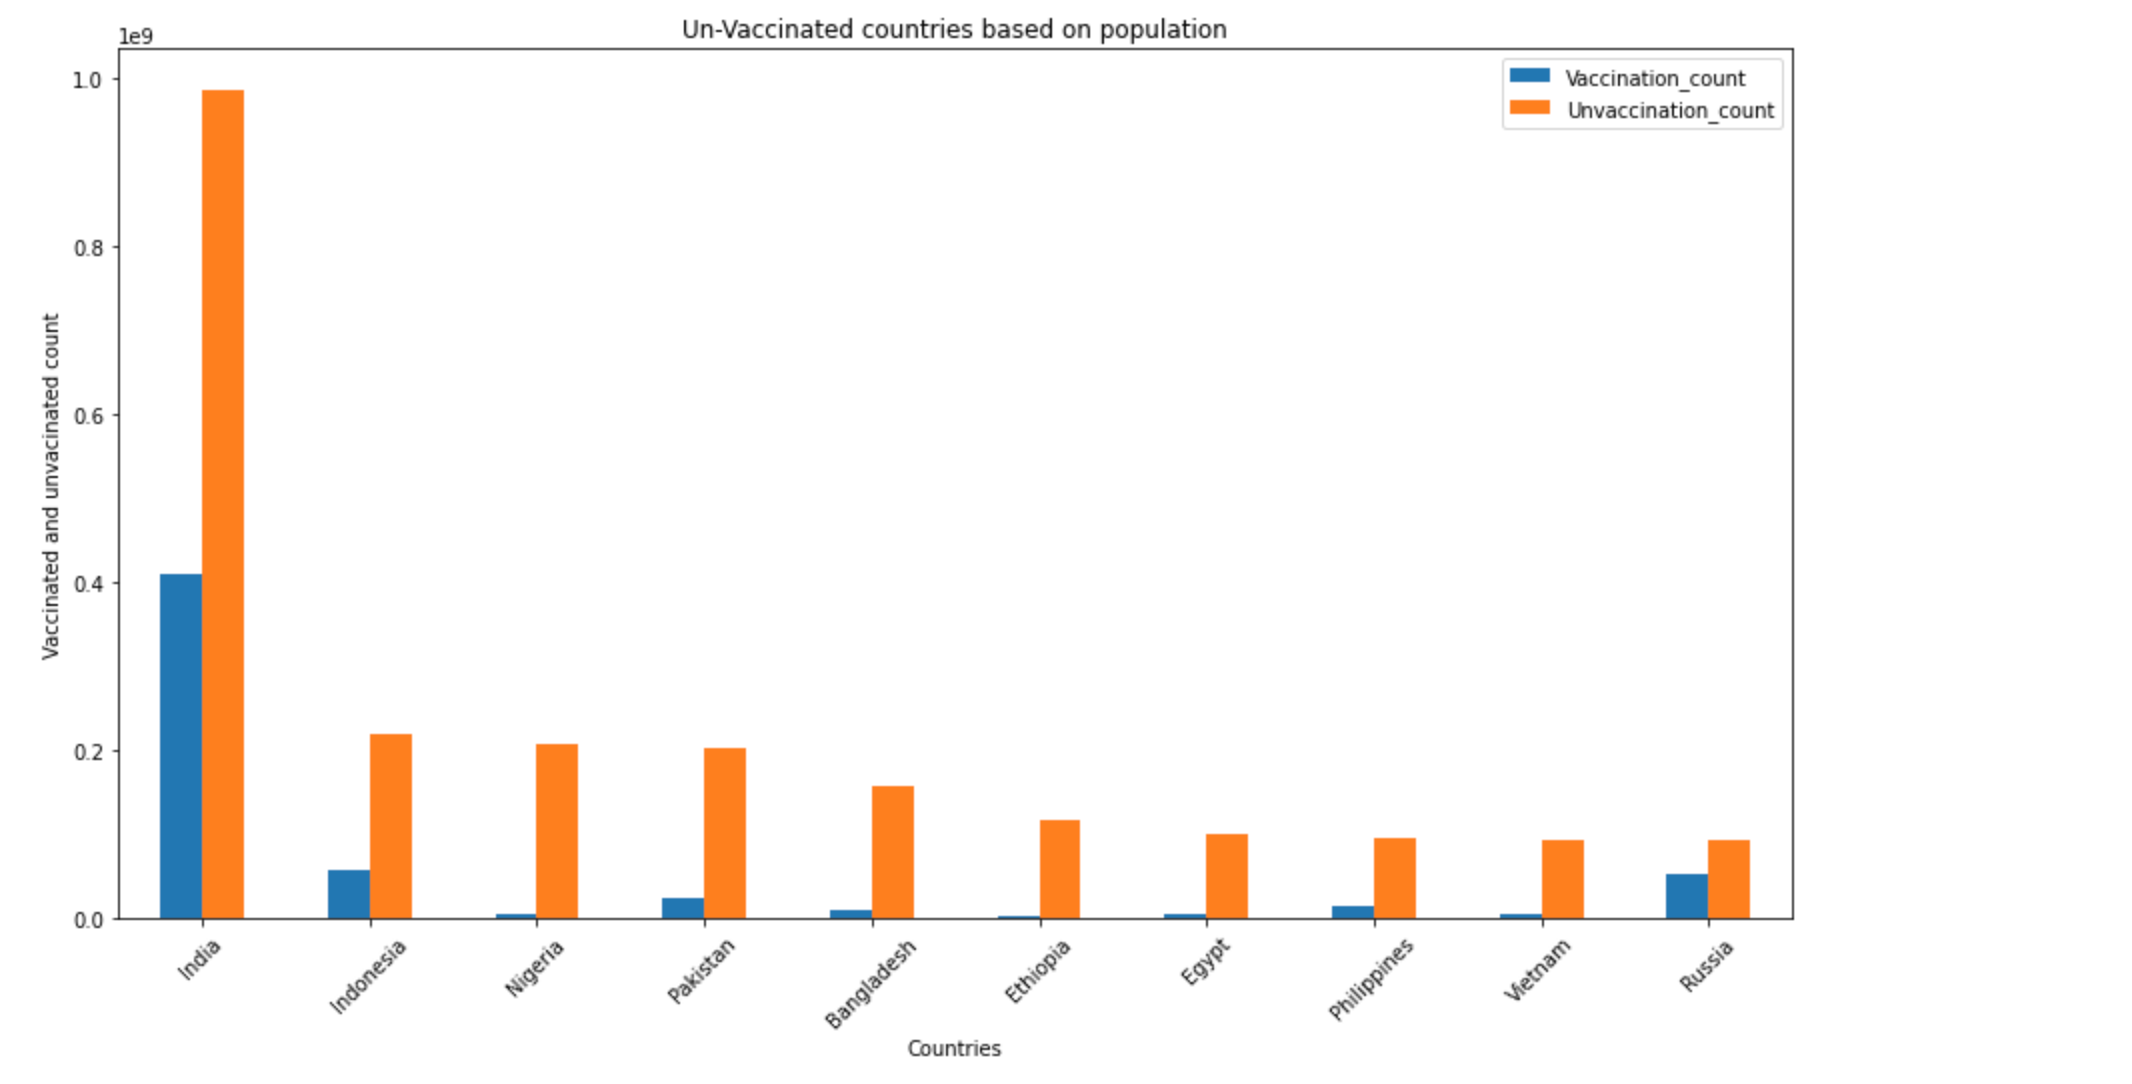 Un-Vaccinated countries based on population
1e9
Vaccination_count
Unvaccination_count
1.0
0.8
0.6
0.4
0.2
0.0
Vaccinated and unvacinated count
India
Indonesia
Nigeria
Pakistan
Bangladesh
Ethiopia
Egypt
Philippines
Vietnam
Russia
Countries